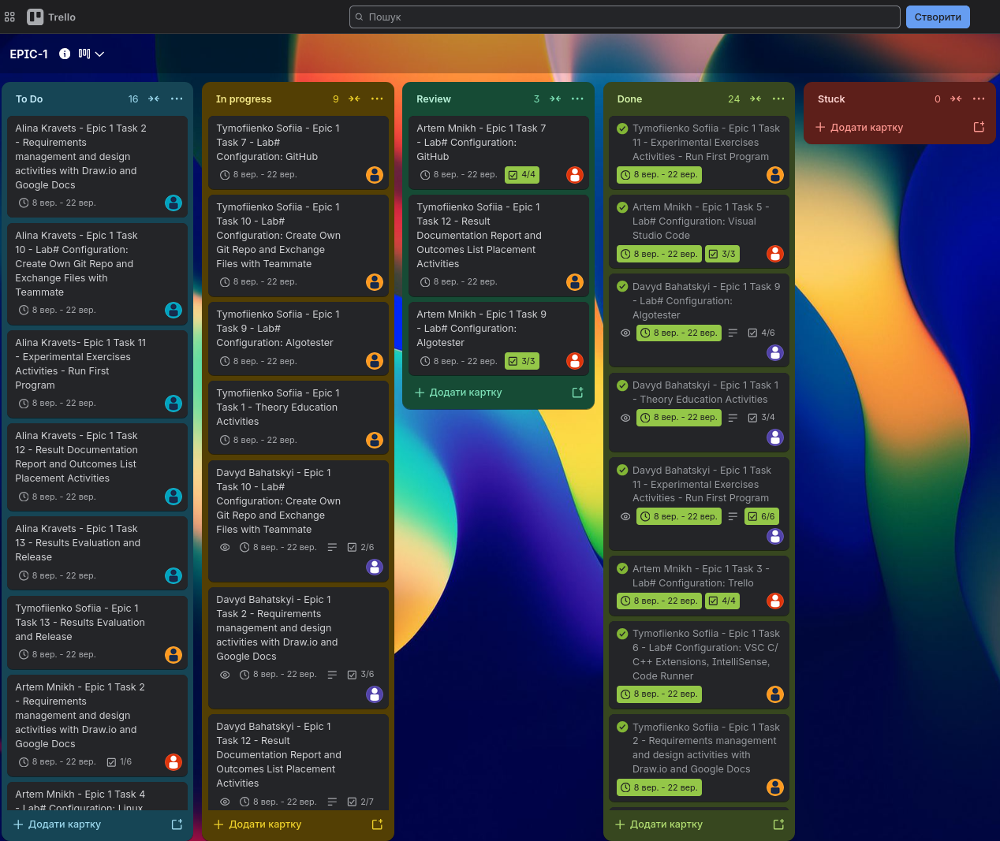 Trello
Пошук
Створити
EPIC-1
To Do 16
Alina Kravets - Epic 1 Task 2
- Requirements
management and design
activities with Draw.io and
Google Docs
8 вер. - 22 вер.
Alina Kravets - Epic 1 Task
10 - Lab# Configuration:
Create Own Git Repo and
Exchange Files with
Teammate
8 вер. - 22 вер.
Alina Kravets- Epic 1 Task 11
- Experimental Exercises
Activities - Run First
Program
8 вер. - 22 вер.
Alina Kravets - Epic 1 Task
12 - Result Documentation
Report and Outcomes List
Placement Activities
8 вер. - 22 вер.
Alina Kravets - Epic 1 Task
13 - Results Evaluation and
Release
8 вер. - 22 вер.
Tymofiienko Sofiia - Epic 1
Task 13 - Results Evaluation
and Release
8 вер. - 22 вер.
Artem Mnikh - Epic 1 Task 2
- Requirements
management and design
activities with Draw.io and
Google Docs
8 вер. - 22 вер. 1/6
Artem Mnikh - Epic 1 Task 4
- Lab# Configuration: Linux
Додати картку
In progress 9
Tymofiienko Sofiia - Epic 1
Task 7 - Lab#
Configuration: GitHub
8 вер. - 22 вер.
Tymofiienko Sofiia - Epic 1
Task 10 - Lab#
Configuration: Create Own
Git Repo and Exchange
Files with Teammate
8 вер. - 22 вер.
Tymofiienko Sofiia - Epic 1
Task 9 - Lab#
Configuration: Algotester
8 вер. - 22 вер.
Tymofiienko Sofiia - Epic 1
Task 1 - Theory Education
Activities
8 вер. - 22 вер.
Davyd Bahatskyi - Epic 1
Task 10 - Lab#
Configuration: Create Own
Git Repo and Exchange
Files with Teammate
8 вер. - 22 вер. 2/6
Davyd Bahatskyi - Epic 1
Task 2 - Requirements
management and design
activities with Draw.io and
Google Docs
8 вер. - 22 вер. 3/6
Davyd Bahatskyi - Epic 1
Task 12 - Result
Documentation Report and
Outcomes List Placement
Activities
8 вер. - 22 вер. 2/7
Додати картку
Review 3
Artem Mnikh - Epic 1 Task 7
- Lab# Configuration:
GitHub
8 вер. - 22 вер. 4/4
Tymofiienko Sofiia - Epic 1
Task 12 - Result
Documentation Report and
Outcomes List Placement
Activities
8 вер. - 22 вер.
Artem Mnikh - Epic 1 Task 9
- Lab# Configuration:
Algotester
8 вер. - 22 вер. 3/3
Додати картку
Done 24
Tymofiienko Sofiia - Epic 1 Task
11 - Experimental Exercises
Activities - Run First Program
8 вер. - 22 вер.
Artem Mnikh - Epic 1 Task 5 -
Lab# Configuration: Visual
Studio Code
8 вер. - 22 вер. 3/3
Davyd Bahatskyi - Epic 1 Task 9
- Lab# Configuration:
Algotester
8 вер. - 22 вер. 4/6
Davyd Bahatskyi - Epic 1 Task 1
- Theory Education Activities
8 вер. - 22 вер. 3/4
Davyd Bahatskyi - Epic 1 Task
11 - Experimental Exercises
Activities - Run First Program
8 вер. - 22 вер. 6/6
Artem Mnikh - Epic 1 Task 3 -
Lab# Configuration: Trello
8 вер. - 22 вер. 4/4
Tymofiienko Sofiia - Epic 1 Task
6 - Lab# Configuration: VSC C/
C++ Extensions, IntelliSense,
Code Runner
8 вер. - 22 вер.
Tymofiienko Sofiia - Epic 1 Task
2 - Requirements management
and design activities with
Draw.io and Google Docs
8 вер. - 22 вер.
Додати картку
Stuck 0
Додати картку